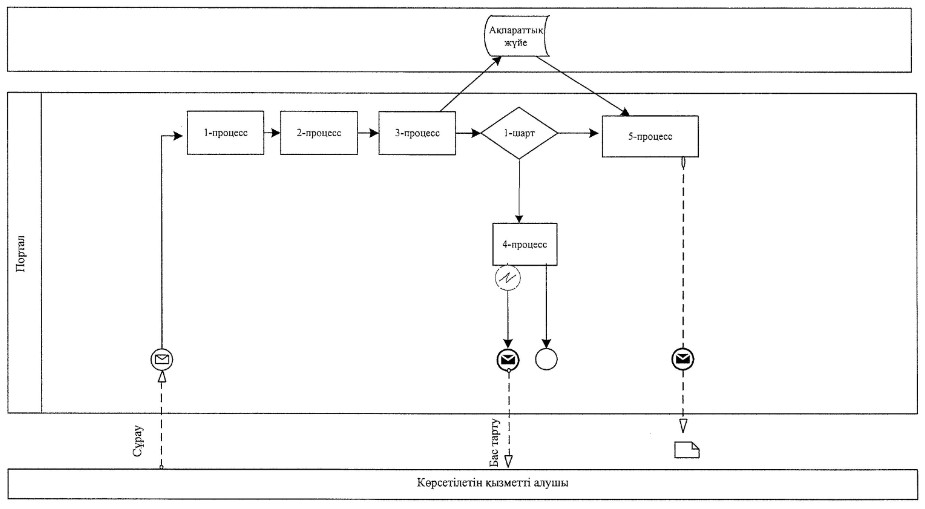 Ақпараттық
жүйе
1-процесс
2-процесс
3-процесс
1-шарт
5-процесс
4-процесс
Портал
Сұрау
Бас тарту
Көрсетілетін қызметті алушы